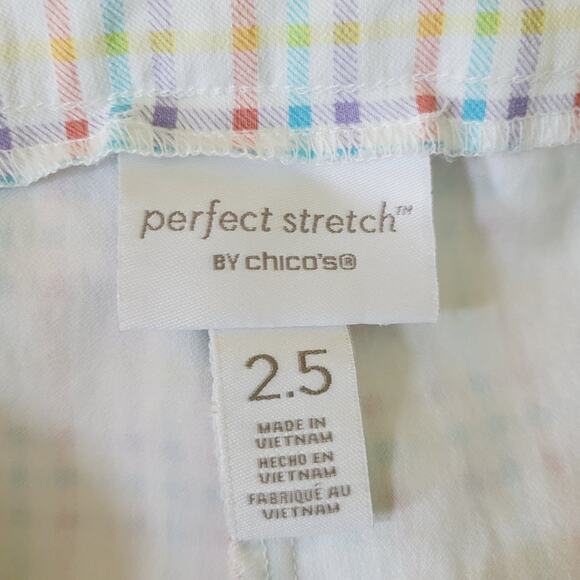 perfect stretch™
BY chico's®
2.5
MADE IN
VIETNAM
HECHO EN
VIETNAM
FABRIQUÉ AU
VIETNAM